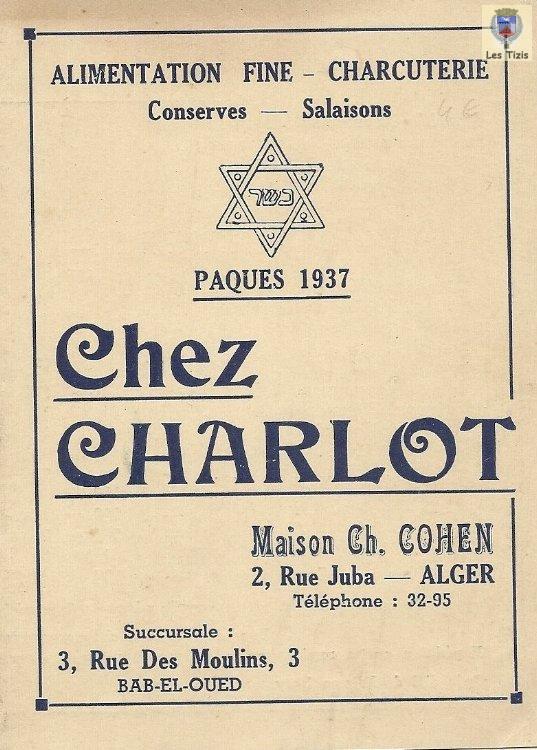 Les Tizis
ALIMENTATION FINE - CHARCUTERIE
Conserves — Salaisons
4 €
כשר
PAQUES 1937
Chez
CHARLOT
Maison Ch. COHEN
2, Rue Juba — ALGER
Téléphone : 32-95
Succursale :
3, Rue Des Moulins, 3
BAB-EL-OUED